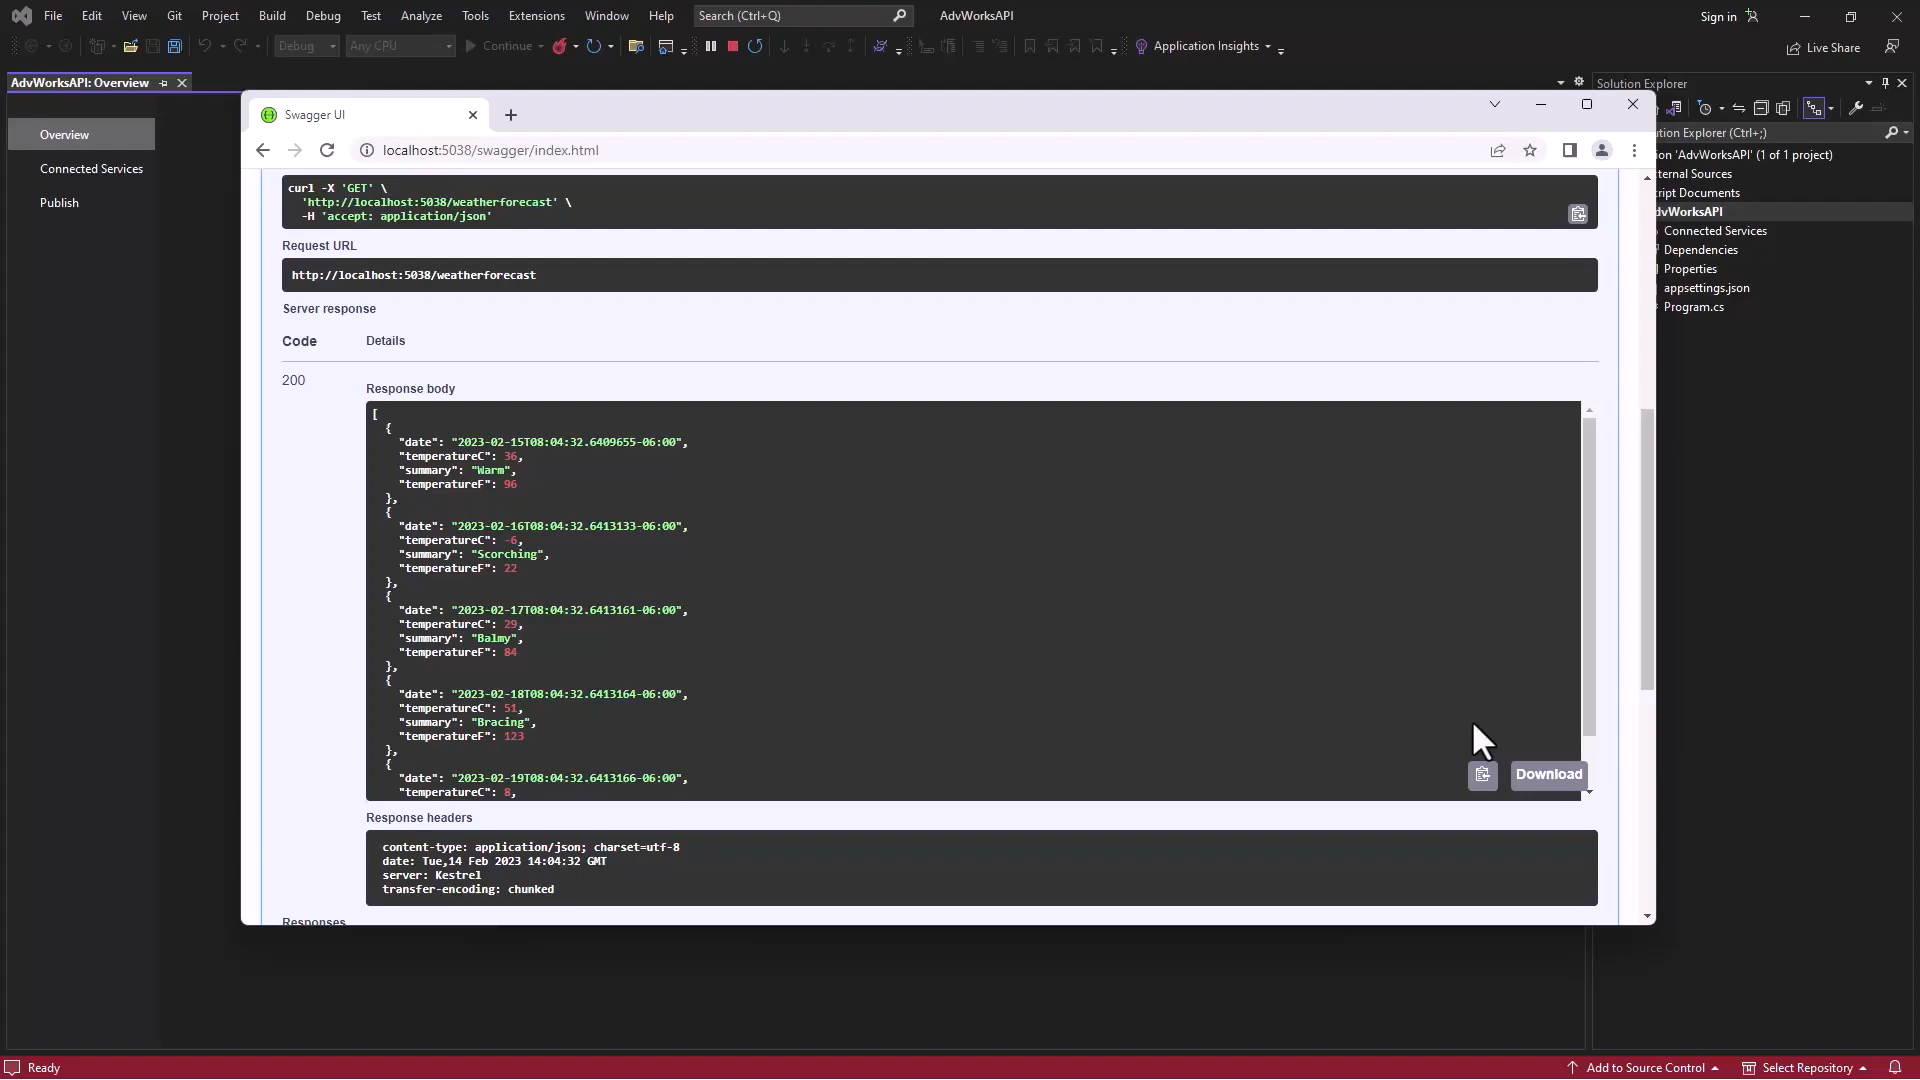 File Edit View Git Project Build Debug Test Analyze Tools Extensions Window Help Search (Ctrl+Q) AdvWorksAPI Sign in
Debug Any CPU Continue Application Insights Live Share
AdvWorksAPI: Overview
Solution Explorer
Overview
Connected Services
Publish
Swagger UI
localhost:5038/swagger/index.html
curl -X 'GET' \
'http://localhost:5038/weatherforecast' \
-H 'accept: application/json'
Request URL
http://localhost:5038/weatherforecast
Server response
Code Details
200
Response body
[
{
"date": "2023-02-15T08:04:32.6409655-06:00",
"temperatureC": 36,
"summary": "Warm",
"temperatureF": 96
},
{
"date": "2023-02-16T08:04:32.6413133-06:00",
"temperatureC": -6,
"summary": "Scorching",
"temperatureF": 22
},
{
"date": "2023-02-17T08:04:32.6413161-06:00",
"temperatureC": 29,
"summary": "Balmy",
"temperatureF": 84
},
{
"date": "2023-02-18T08:04:32.6413164-06:00",
"temperatureC": 51,
"summary": "Bracing",
"temperatureF": 123
},
{
"date": "2023-02-19T08:04:32.6413166-06:00",
"temperatureC": 8,
Download
Response headers
content-type: application/json; charset=utf-8
date: Tue,14 Feb 2023 14:04:32 GMT
server: Kestrel
transfer-encoding: chunked
Responses
ution Explorer (Ctrl+;)
ion 'AdvWorksAPI' (1 of 1 project)
ternal Sources
ript Documents
dvWorksAPI
Connected Services
Dependencies
Properties
appsettings.json
Program.cs
Ready
Add to Source Control Select Repository